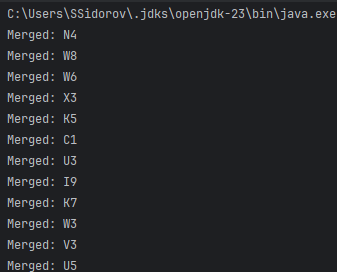 C:\Users\SSidorov\.jdks\openjdk-23\bin\java.exe
Merged: N4
Merged: W8
Merged: W6
Merged: X3
Merged: K5
Merged: C1
Merged: U3
Merged: I9
Merged: K7
Merged: W3
Merged: V3
Merged: U5